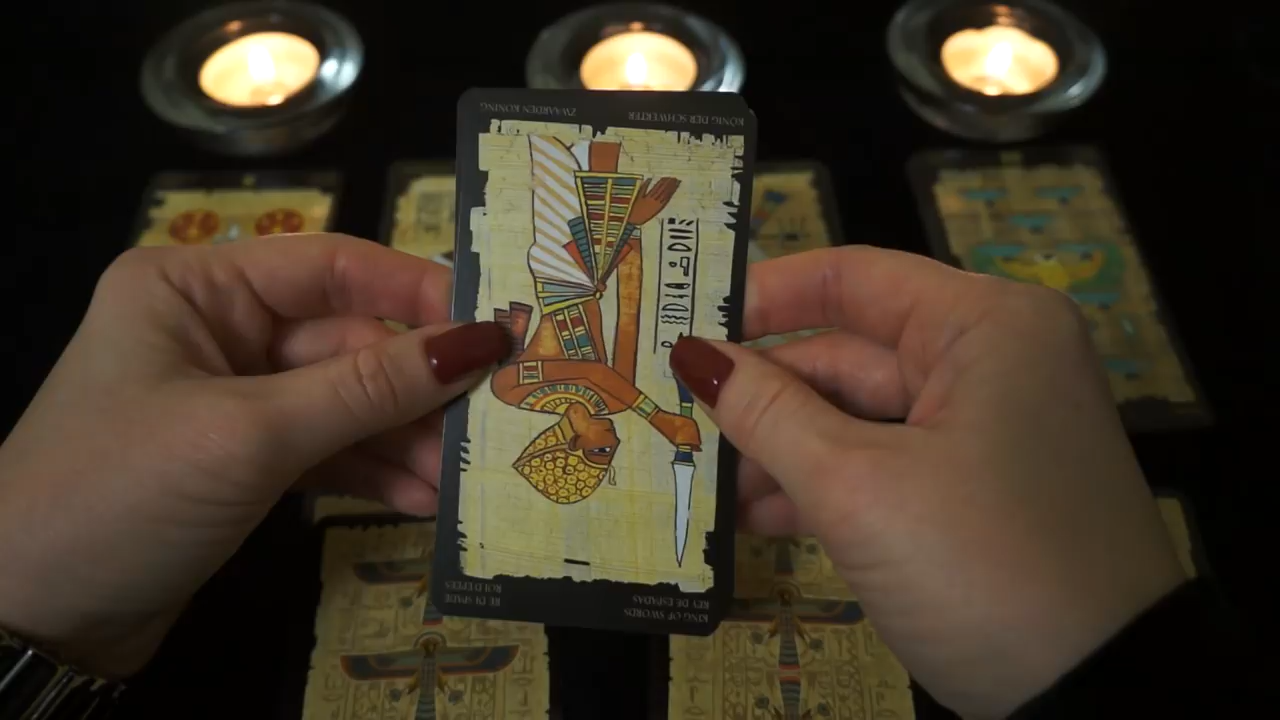 KING OF SWORDS
REY DE ESPADAS
RE DI SPADE
ROI D'EPEES
KÖNIG DER SCHWERTER
ZWAARDEN KONING